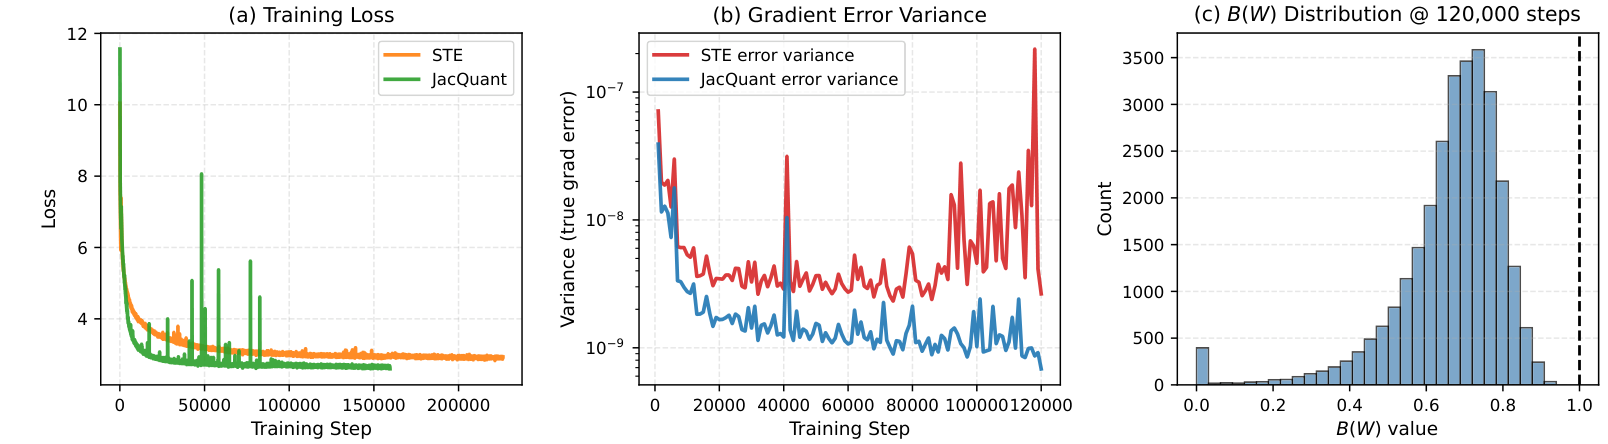 (a) Training Loss
STE
JacQuant
Loss
12
10
8
6
4
0
50000
100000
150000
200000
Training Step
(b) Gradient Error Variance
STE error variance
JacQuant error variance
Variance (true grad error)
10⁻⁷
10⁻⁸
10⁻⁹
0
20000
40000
60000
80000
100000
120000
Training Step
(c) B(W) Distribution @ 120,000 steps
Count
3500
3000
2500
2000
1500
1000
500
0
0.0
0.2
0.4
0.6
0.8
1.0
B(W) value